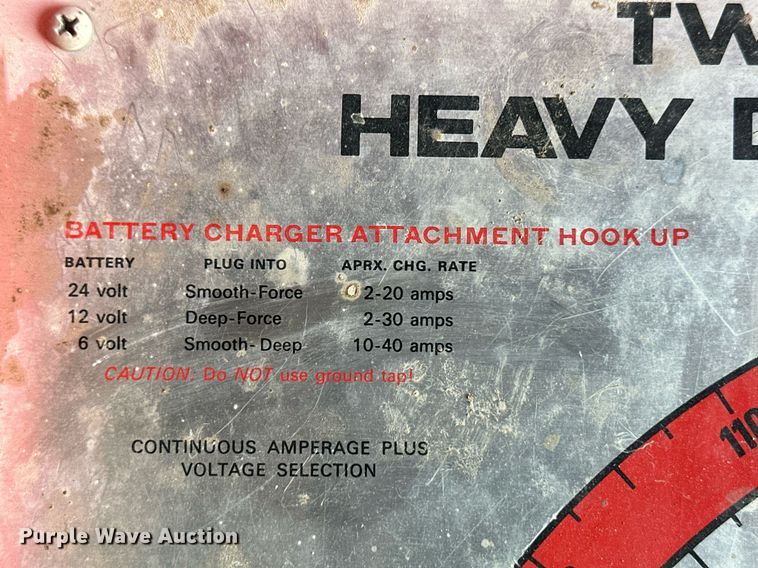 TW
HEAVY D
BATTERY CHARGER ATTACHMENT HOOK UP
BATTERY PLUG INTO APRX. CHG. RATE
24 volt Smooth-Force 2-20 amps
12 volt Deep-Force 2-30 amps
6 volt Smooth-Deep 10-40 amps
CAUTION: Do NOT use ground tap!
CONTINUOUS AMPERAGE PLUS
VOLTAGE SELECTION
110
Purple Wave Auction